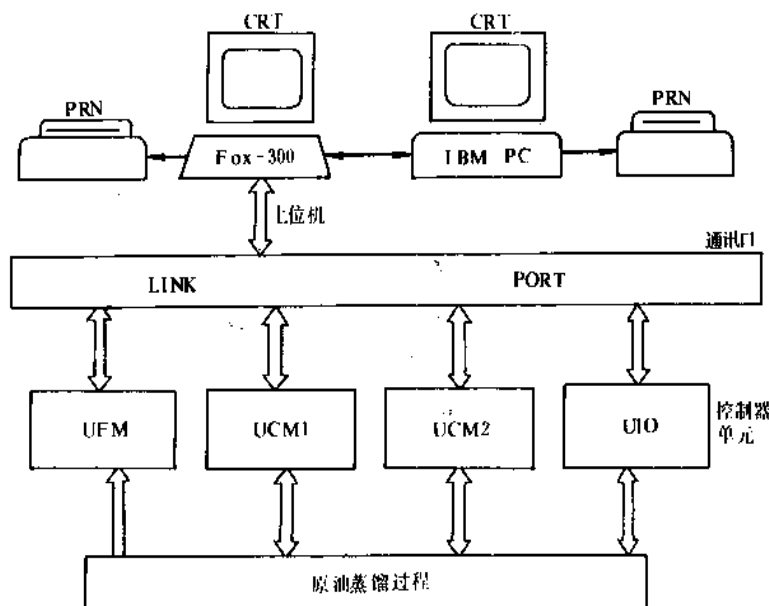 CRT
CRT
PRN
PRN
Fox-300
IBM PC
上位机
通讯口
LINK
PORT
UFM
UCM1
UCM2
UIO
控制器
单元
原油蒸馏过程